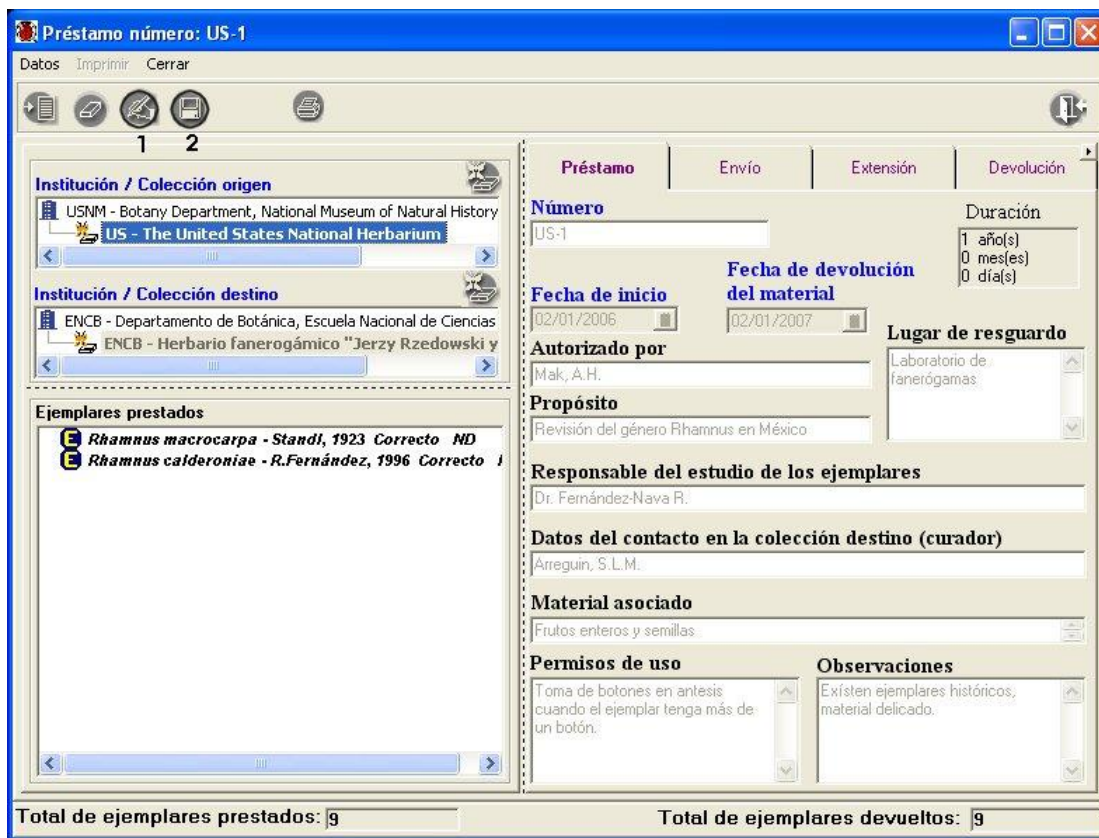 Préstamo número: US-1
Datos Imprimir Cerrar
1 2
Institución / Colección origen
USNM - Botany Department, National Museum of Natural History
US - The United States National Herbarium
Institución / Colección destino
ENCB - Departamento de Botánica, Escuela Nacional de Ciencias
ENCB - Herbario fanerogámico "Jerzy Rzedowski y
Ejemplares prestados
E Rhamnus macrocarpa - Standl, 1923 Correcto ND
E Rhamnus calderoniae - R.Fernández, 1996 Correcto
Préstamo Envío Extensión Devolución
Número
US-1
Duración
1 año(s)
0 mes(es)
0 día(s)
Fecha de inicio
02/01/2006
Fecha de devolución
del material
02/01/2007
Autorizado por
Mak, A.H.
Lugar de resguardo
Laboratorio de
fanerógamas
Propósito
Revisión del género Rhamnus en México
Responsable del estudio de los ejemplares
Dr. Fernández-Nava R.
Datos del contacto en la colección destino (curador)
Arreguin, S.L.M.
Material asociado
Frutos enteros y semillas
Permisos de uso
Toma de botones en antesis
cuando el ejemplar tenga más de
un botón.
Observaciones
Exísten ejemplares históricos,
material delicado.
Total de ejemplares prestados: 9
Total de ejemplares devueltos: 9